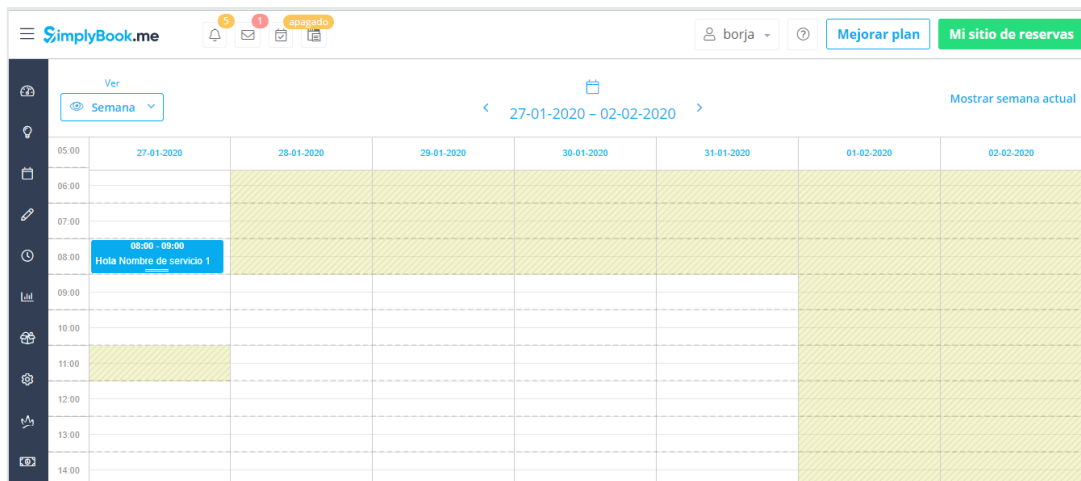 SimplyBook.me
5
1
apagado
borja
Mejorar plan
Mi sitio de reservas
Ver
Semana
27-01-2020 – 02-02-2020
Mostrar semana actual
05:00 27-01-2020 28-01-2020 29-01-2020 30-01-2020 31-01-2020 01-02-2020 02-02-2020
06:00
07:00
08:00 - 09:00
08:00 Hola Nombre de servicio 1
09:00
10:00
11:00
12:00
13:00
14:00